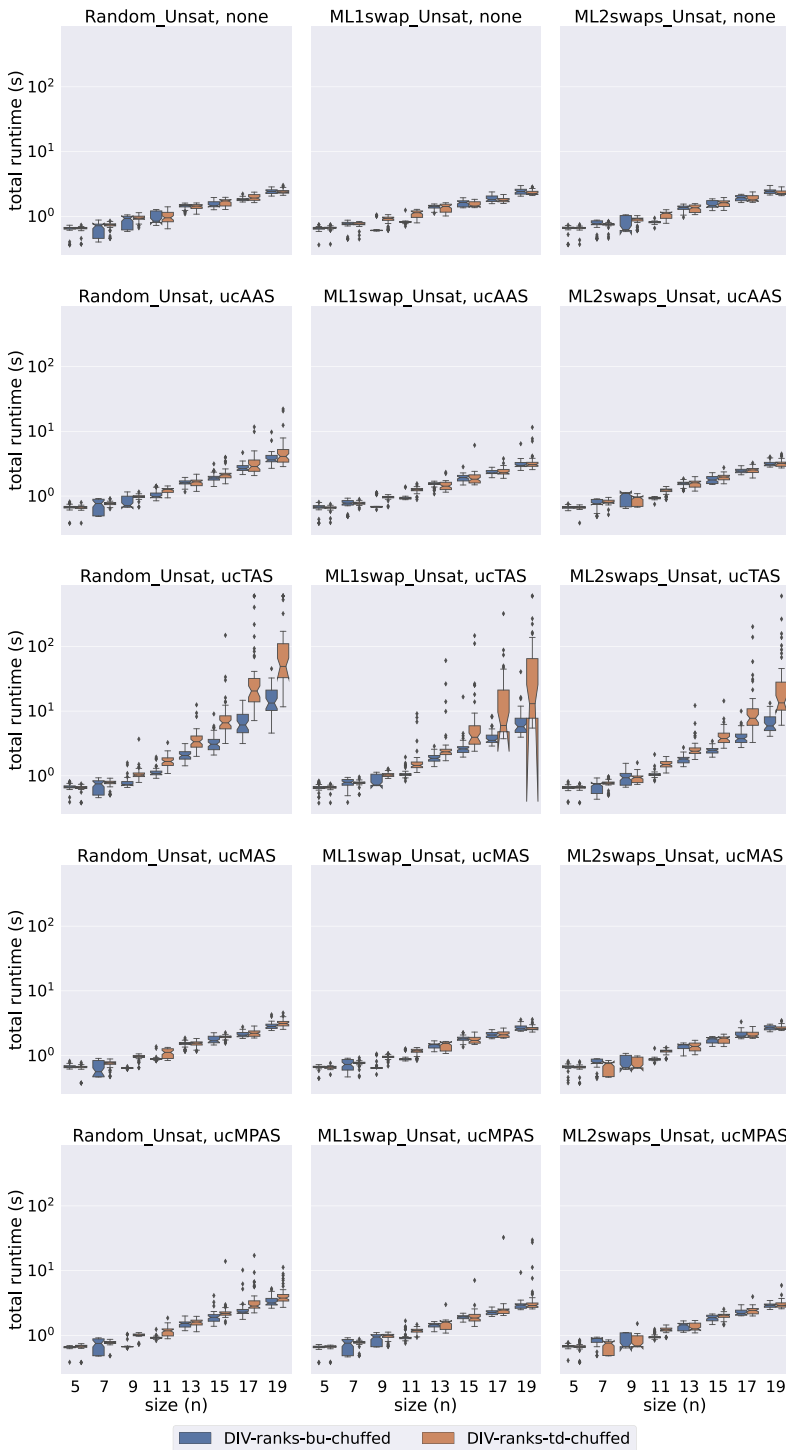 Random_Unsat, none
ML1swap_Unsat, none
ML2swaps_Unsat, none
total runtime (s)
10²
10¹
10⁰
Random_Unsat, ucAAS
ML1swap_Unsat, ucAAS
ML2swaps_Unsat, ucAAS
total runtime (s)
10²
10¹
10⁰
Random_Unsat, ucTAS
ML1swap_Unsat, ucTAS
ML2swaps_Unsat, ucTAS
total runtime (s)
10²
10¹
10⁰
Random_Unsat, ucMAS
ML1swap_Unsat, ucMAS
ML2swaps_Unsat, ucMAS
total runtime (s)
10²
10¹
10⁰
Random_Unsat, ucMPAS
ML1swap_Unsat, ucMPAS
ML2swaps_Unsat, ucMPAS
total runtime (s)
10²
10¹
10⁰
5 7 9 11 13 15 17 19
5 7 9 11 13 15 17 19
5 7 9 11 13 15 17 19
size (n)
size (n)
size (n)
DIV-ranks-bu-chuffed
DIV-ranks-td-chuffed